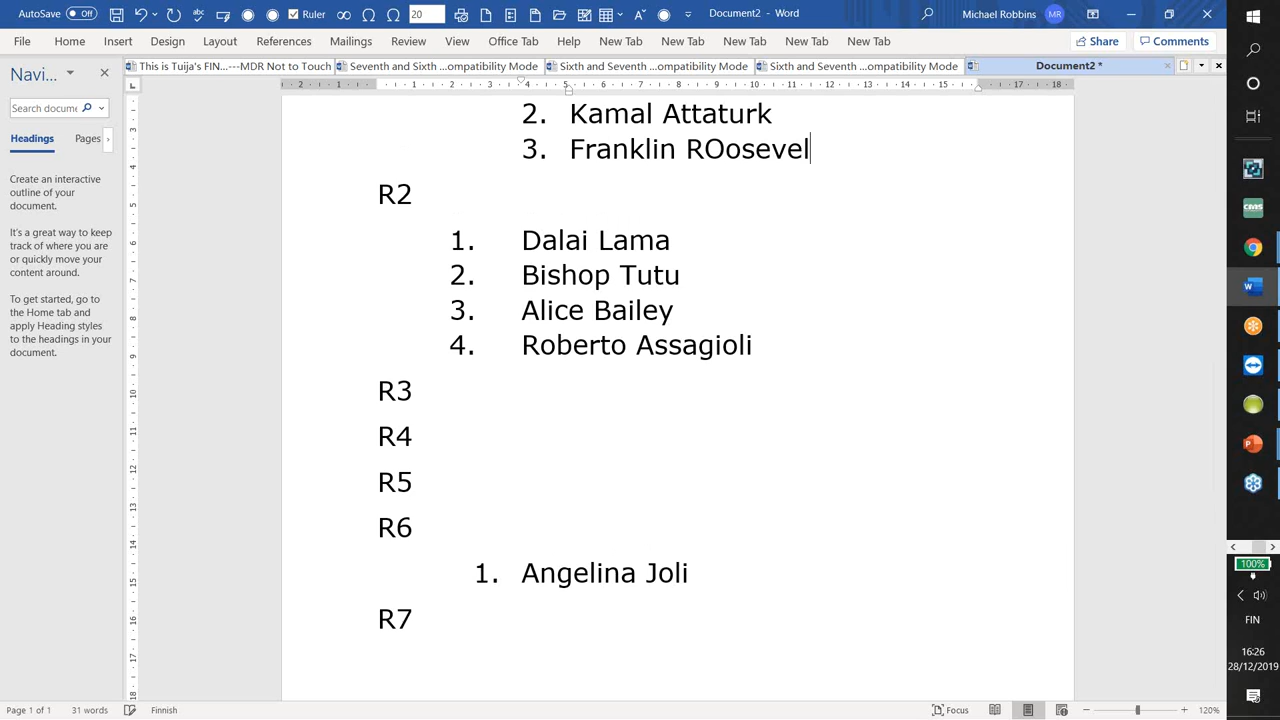 AutoSave Off Ruler 20 Document2 - Word Michael Robbins MR
File Home Insert Design Layout References Mailings Review View Office Tab Help New Tab New Tab New Tab New Tab New Tab Share Comments
This is Tuija's FIN...---MDR Not to Touch Seventh and Sixth ...ompatibility Mode Sixth and Seventh ...ompatibility Mode Sixth and Seventh ...ompatibility Mode Document2 *
Navi
Search docume
Headings Pages
Create an interactive
outline of your
document.
It's a great way to keep
track of where you are
or quickly move your
content around.
To get started, go to
the Home tab and
apply Heading styles
to the headings in your
document.
2. Kamal Attaturk
3. Franklin ROosevel
R2
1. Dalai Lama
2. Bishop Tutu
3. Alice Bailey
4. Roberto Assagioli
R3
R4
R5
R6
1. Angelina Joli
R7
Page 1 of 1 31 words Finnish Focus 120%
CMS
100%
FIN
16:26
28/12/2019